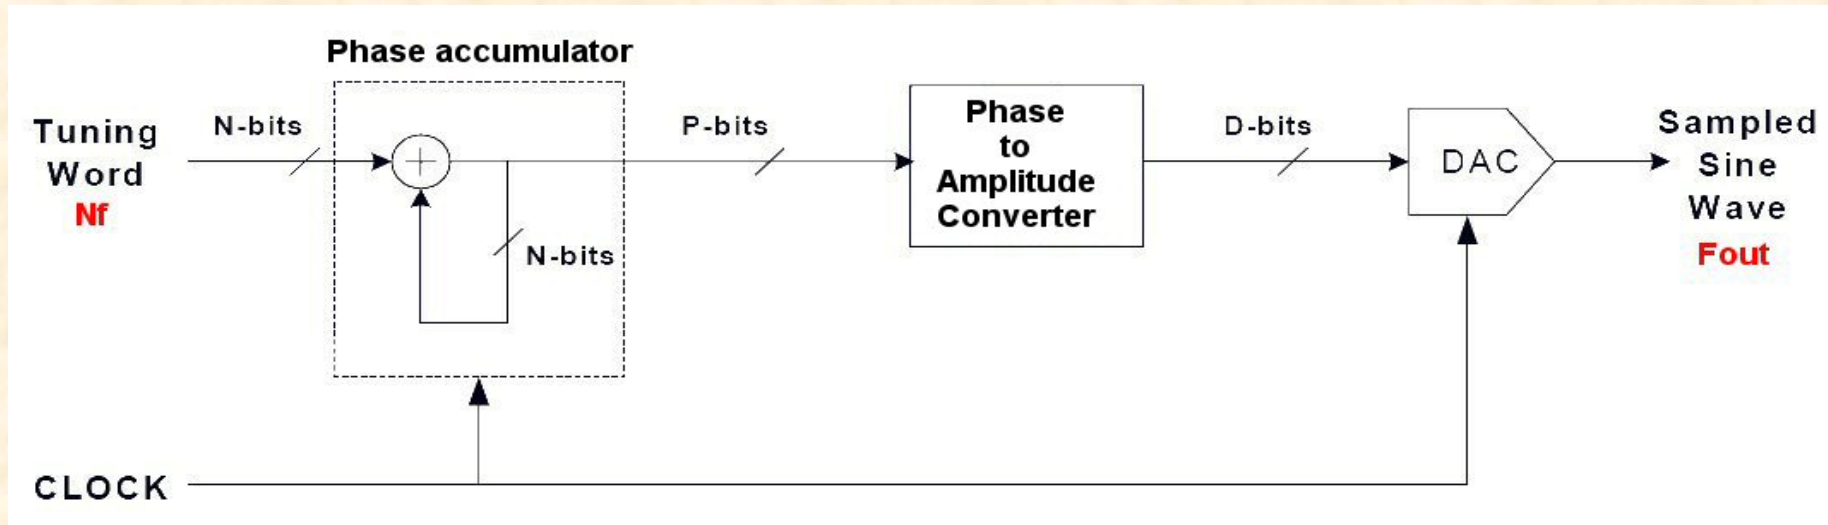 Phase accumulator
Tuning
Word
Nf
N-bits
N-bits
P-bits
Phase
to
Amplitude
Converter
D-bits
DAC
Sampled
Sine
Wave
Fout
CLOCK